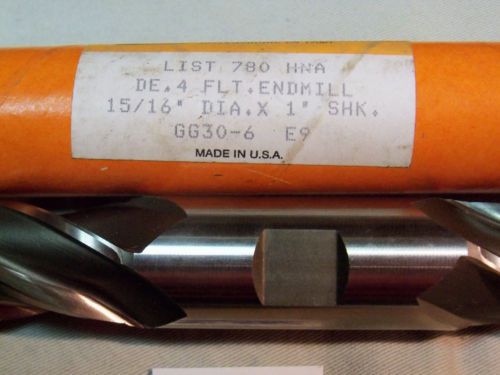 LIST 780 HNA
DE.4 FLT.ENDMILL
15/16" DIA.X 1" SHK.
GG30-6 E9
MADE IN U.S.A.